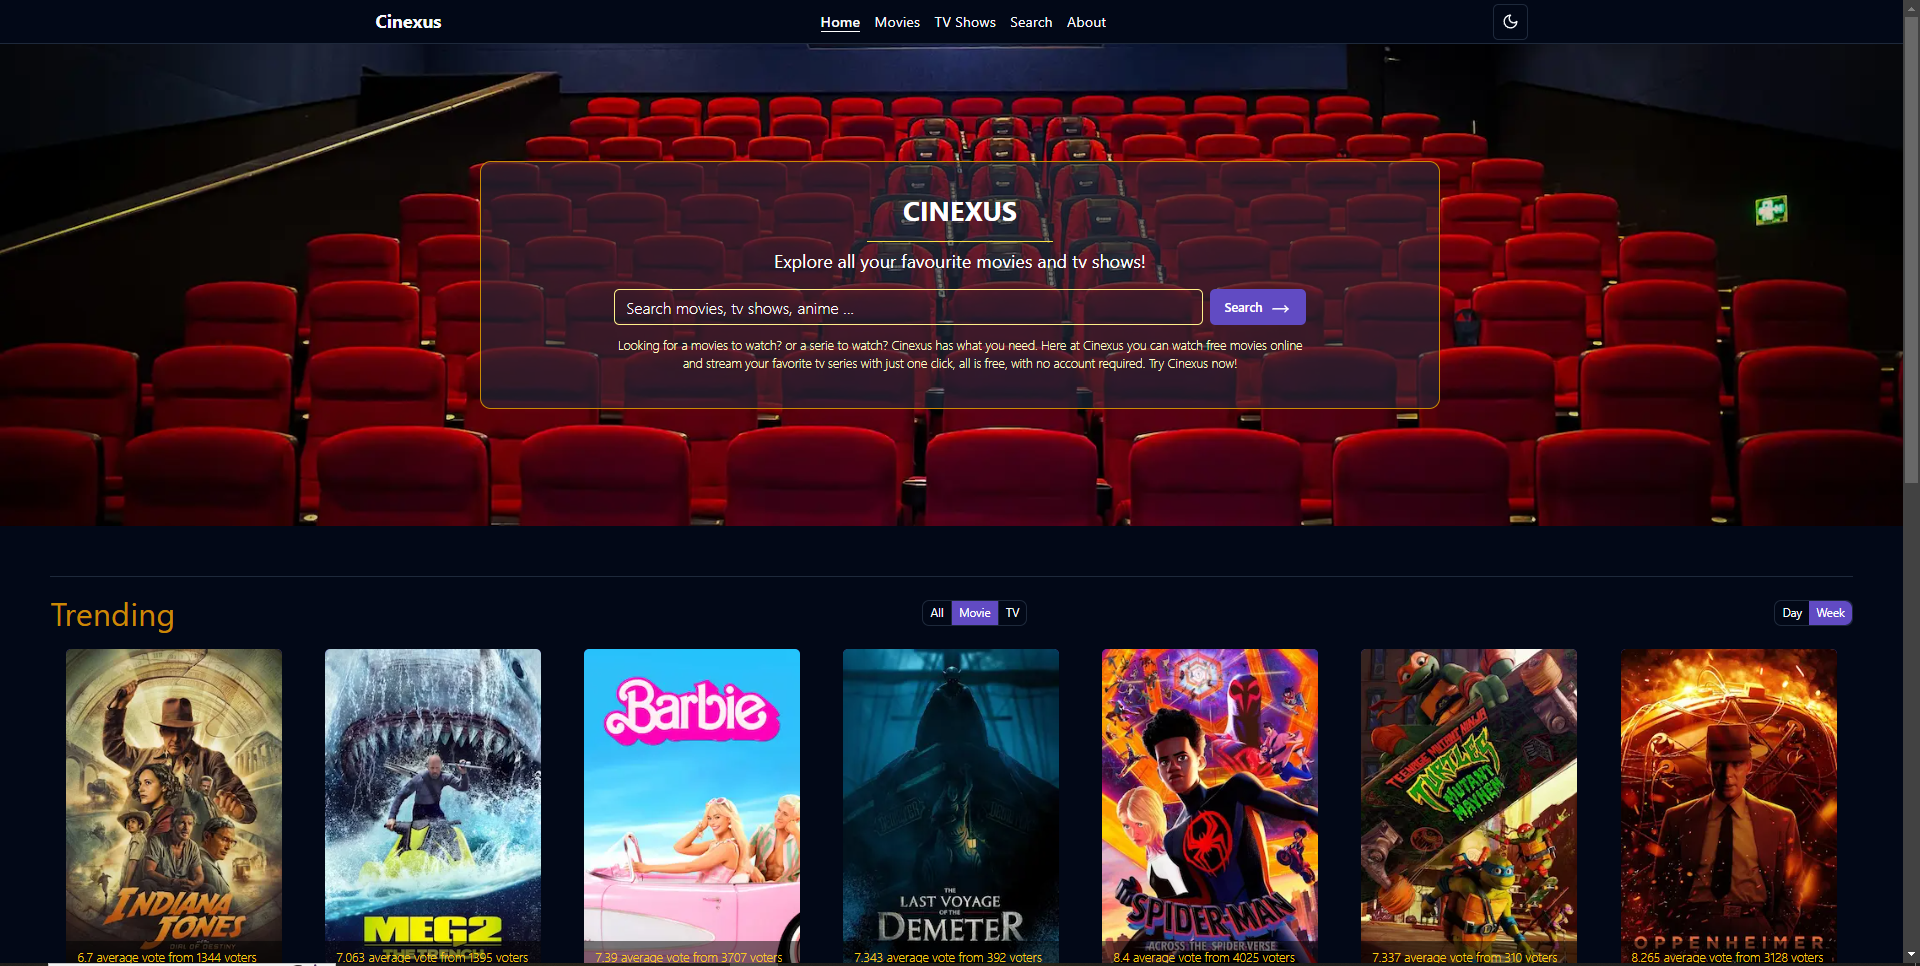 Cinexus
Home Movies TV Shows Search About
CINEXUS
Explore all your favourite movies and tv shows!
Search movies, tv shows, anime ...
Search
Looking for a movies to watch? or a serie to watch? Cinexus has what you need. Here at Cinexus you can watch free movies online
and stream your favorite tv series with just one click, all is free, with no account required. Try Cinexus now!
Trending
All Movie TV
Day Week
INDIANA
JONES
DIAL OF DESTINY
6.7 average vote from 1344 voters
MEG2
THE TRENCH
7.063 average vote from 1395 voters
Barbie
7.39 average vote from 3707 voters
THE
LAST VOYAGE
OF THE
DEMETER
7.343 average vote from 392 voters
SPIDER-MAN
ACROSS THE SPIDER-VERSE
8.4 average vote from 4025 voters
TEENAGE MUTANT NINJA
TURTLES
MUTANT
MAYHEM
7.337 average vote from 310 voters
OPPENHEIMER
8.265 average vote from 3128 voters